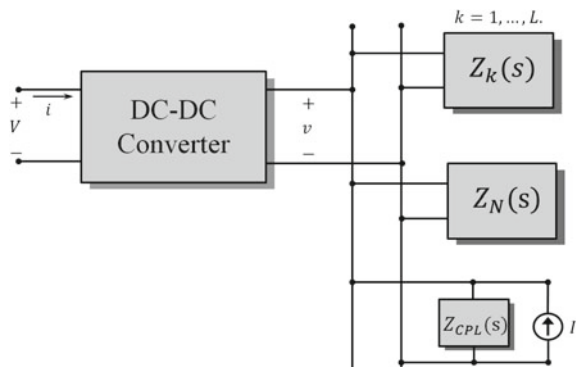 k = 1, ..., L.
Z_k(s)
+
i
V
−
DC-DC
Converter
+
v
−
Z_N(s)
Z_CPL(s)
I